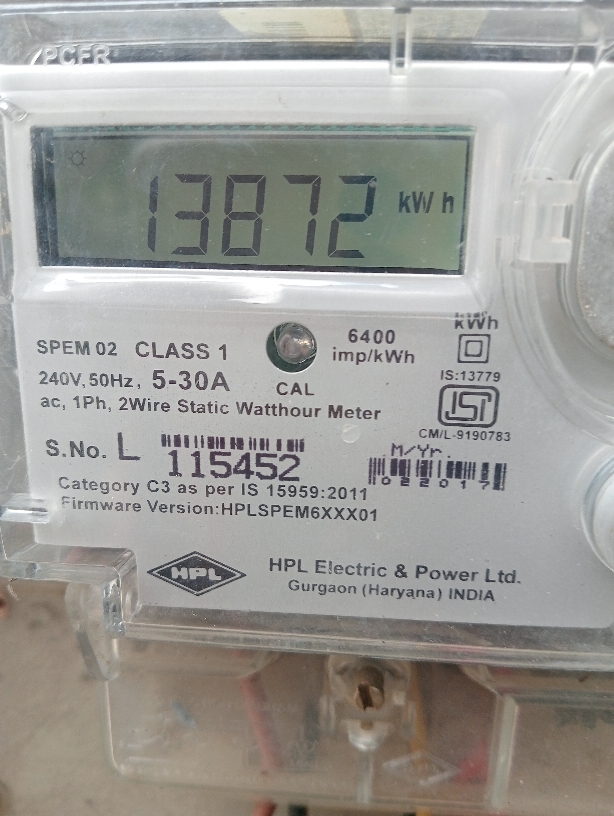 13872 kW h
kWh
SPEM 02 CLASS 1
6400
imp/kWh
IS:13779
240V, 50Hz, 5-30A
CAL
ac, 1Ph, 2Wire Static Watthour Meter
ISI
CM/L-9190783
S.No. L 115452
M/Yr.
022017
Category C3 as per IS 15959:2011
Firmware Version:HPLSPEM6XXX01
HPL
HPL Electric & Power Ltd.
Gurgaon (Haryana) INDIA